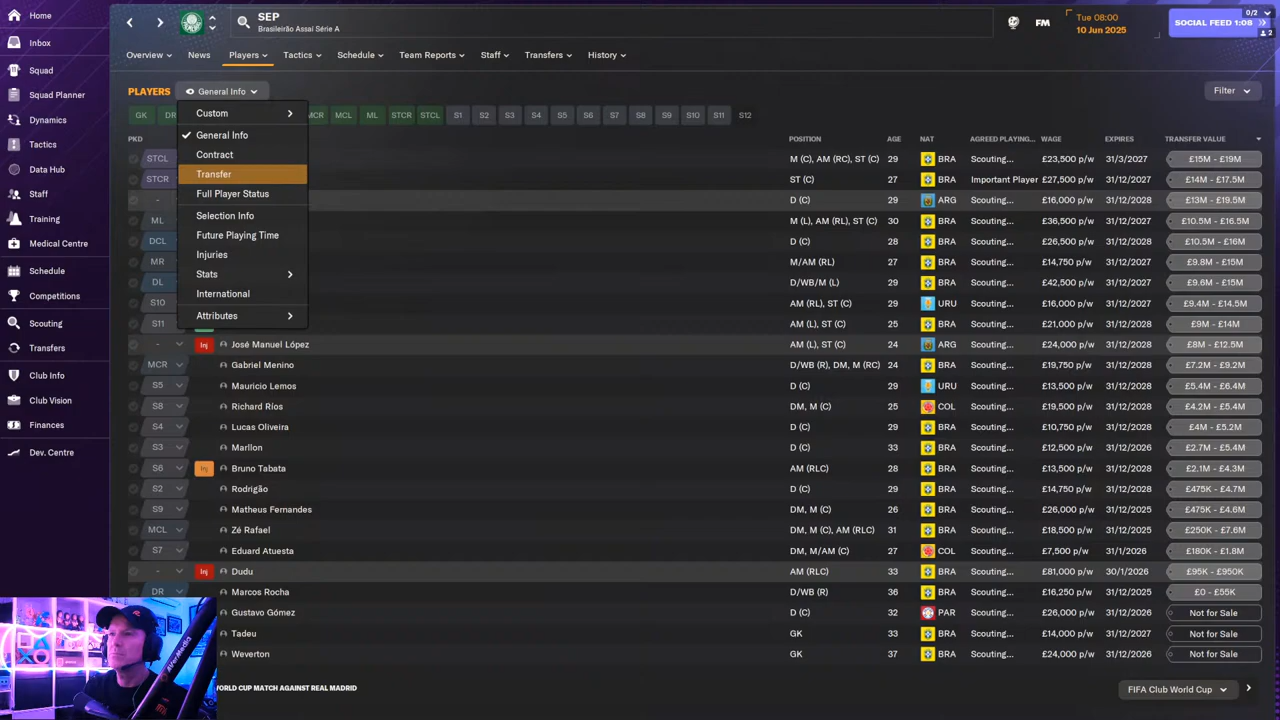 Home
SEP
Brasileirão Assaí Série A
FM
Tue 08:00
10 Jun 2025
0/2
SOCIAL FEED 1:08
2
Inbox
Squad
Squad Planner
Dynamics
Tactics
Data Hub
Staff
Training
Medical Centre
Schedule
Competitions
Scouting
Transfers
Club Info
Club Vision
Finances
Dev. Centre
Overview News Players Tactics Schedule Team Reports Staff Transfers History
PLAYERS General Info Filter
GK DR MCR MCL ML STCR STCL S1 S2 S3 S4 S5 S6 S7 S8 S9 S10 S11 S12
Custom
General Info
Contract
Transfer
Full Player Status
Selection Info
Future Playing Time
Injuries
Stats
International
Attributes
PKD POSITION AGE NAT AGREED PLAYING... WAGE EXPIRES TRANSFER VALUE
STCL M (C), AM (RC), ST (C) 29 BRA Scouting... £23,500 p/w 31/3/2027 £15M - £19M
STCR ST (C) 27 BRA Important Player £27,500 p/w 31/12/2027 £14M - £17.5M
- D (C) 29 ARG Scouting... £16,000 p/w 31/12/2028 £13M - £19.5M
ML M (L), AM (RL), ST (C) 30 BRA Scouting... £36,500 p/w 31/12/2027 £10.5M - £16.5M
DCL D (C) 28 BRA Scouting... £26,500 p/w 31/12/2028 £10.5M - £16M
MR M/AM (RL) 27 BRA Scouting... £14,750 p/w 31/12/2028 £9.8M - £15M
DL D/WB/M (L) 29 BRA Scouting... £42,500 p/w 31/12/2028 £9.6M - £15M
S10 AM (RL), ST (C) 29 URU Scouting... £16,000 p/w 31/12/2028 £9.4M - £14.5M
S11 AM (L), ST (C) 25 BRA Scouting... £21,000 p/w 31/12/2028 £9M - £14M
- Inj José Manuel López AM (L), ST (C) 24 ARG Scouting... £24,000 p/w 31/12/2028 £8M - £12.5M
MCR Gabriel Menino D/WB (R), DM, M (RC) 24 BRA Scouting... £19,750 p/w 31/12/2028 £7.2M - £9.2M
S5 Mauricio Lemos D (C) 29 URU Scouting... £13,500 p/w 31/12/2028 £5.4M - £6.4M
S8 Richard Ríos DM, M (C) 25 COL Scouting... £19,500 p/w 31/12/2028 £4.2M - £5.4M
S4 Lucas Oliveira D (C) 29 BRA Scouting... £20,750 p/w 31/12/2028 £4M - £5.2M
S3 Marllon D (C) 33 BRA Scouting... £12,500 p/w 31/12/2026 £2.7M - £5.4M
S6 Inj Bruno Tabata AM (RLC) 28 BRA Scouting... £13,500 p/w 31/12/2026 £2.1M - £4.3M
S2 Rodrigão D (C) 29 BRA Scouting... £14,750 p/w 31/12/2028 £475K - £4.7M
S9 Matheus Fernandes DM, M (C) 26 BRA Scouting... £26,000 p/w 31/12/2025 £475K - £4.6M
MCL Zé Rafael DM, M (C), AM (RLC) 31 BRA Scouting... £18,500 p/w 31/12/2025 £250K - £7.6M
S7 Eduard Atuesta DM, M/AM (C) 27 COL Scouting... £7,500 p/w 31/1/2026 £180K - £1.8M
- Inj Dudu AM (RLC) 33 BRA Scouting... £81,000 p/w 30/1/2026 £95K - £950K
DR Marcos Rocha D/WB (R) 36 BRA Scouting... £16,250 p/w 31/12/2025 £0 - £55K
Gustavo Gómez D (C) 32 PAR Scouting... £26,000 p/w 31/12/2026 Not for Sale
Tadeu GK 33 BRA Scouting... £14,000 p/w 31/12/2027 Not for Sale
Weverton GK 37 BRA Scouting... £24,000 p/w 31/12/2026 Not for Sale
WORLD CUP MATCH AGAINST REAL MADRID
FIFA Club World Cup
AVerMedia